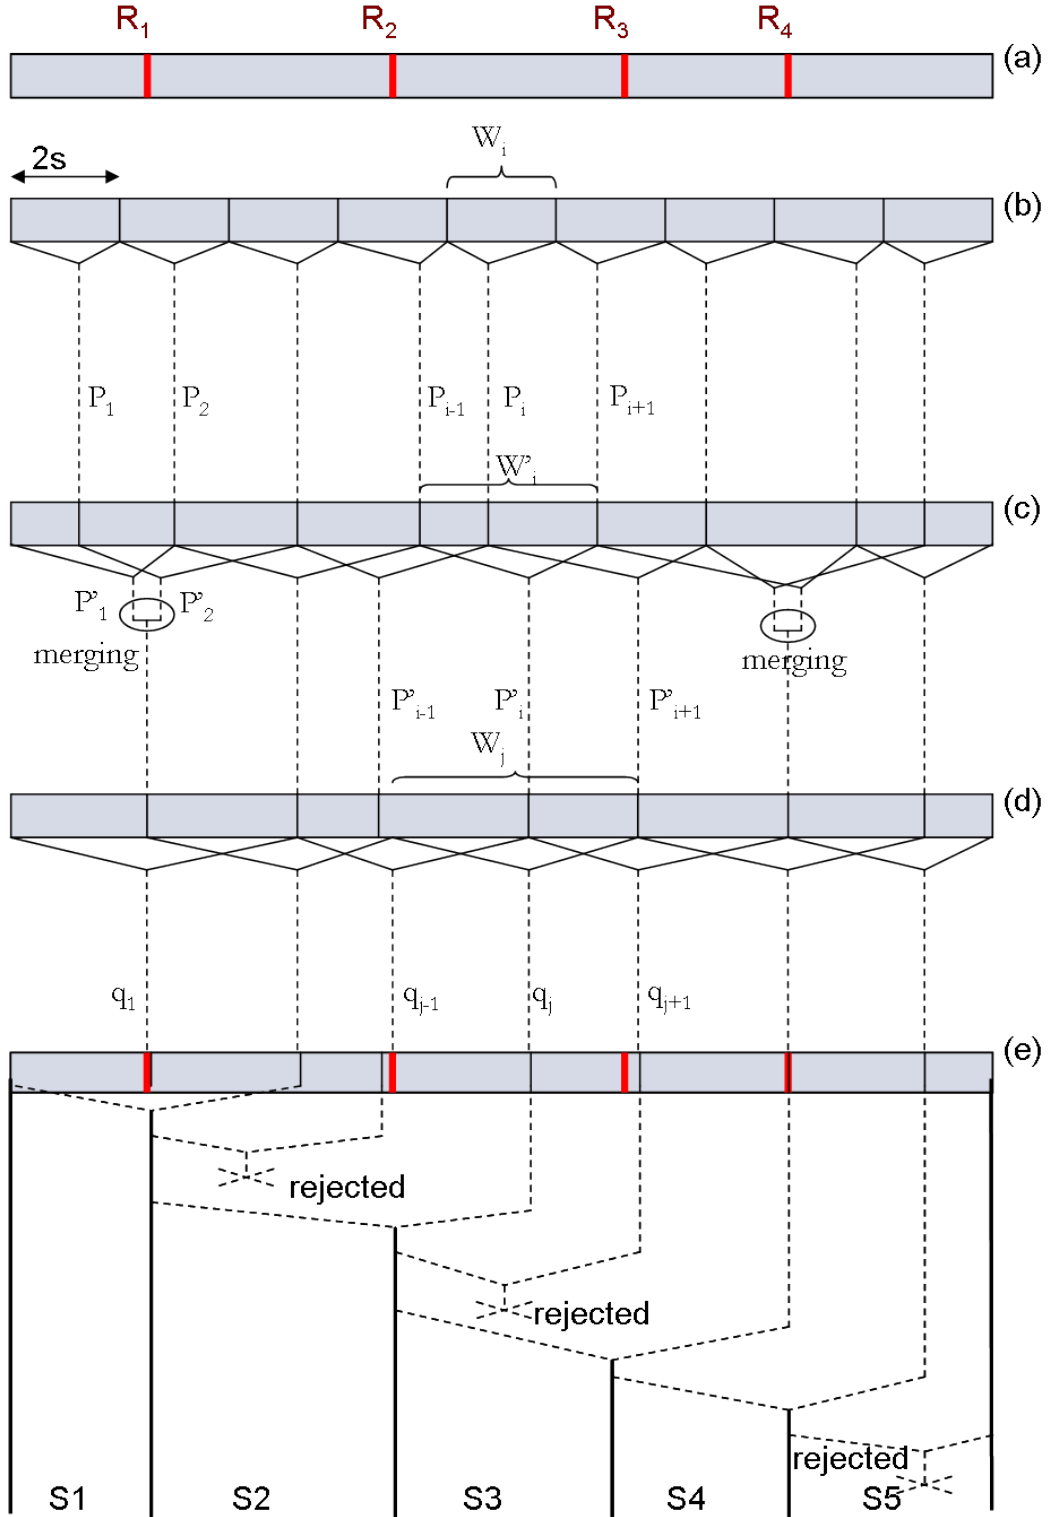 R1 R2 R3 R4
(a)
Wi
2s
(b)
P1 P2 Pi-1 Pi Pi+1
W'i
(c)
P'1 P'2
merging merging
P'i-1 P'i P'i+1
Wj
(d)
q1 qj-1 qj qj+1
(e)
rejected
rejected
rejected
S1 S2 S3 S4 S5